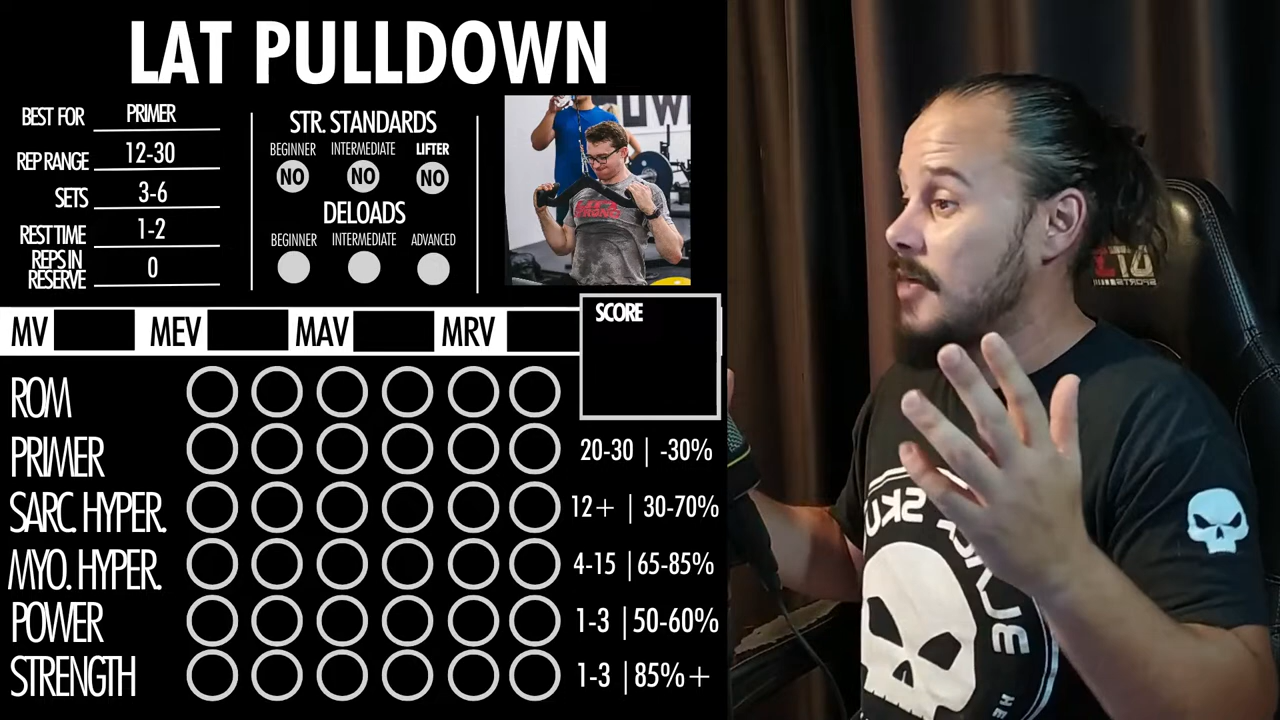 LAT PULLDOWN
BEST FOR PRIMER
REP RANGE 12-30
SETS 3-6
REST TIME 1-2
REPS IN RESERVE 0
STR. STANDARDS
BEGINNER INTERMEDIATE LIFTER
NO NO NO
DELOADS
BEGINNER INTERMEDIATE ADVANCED
MV MEV MAV MRV
SCORE
ROM
PRIMER 20-30 | -30%
SARC. HYPER. 12+ | 30-70%
MYO. HYPER. 4-15 | 65-85%
POWER 1-3 | 50-60%
STRENGTH 1-3 | 85%+